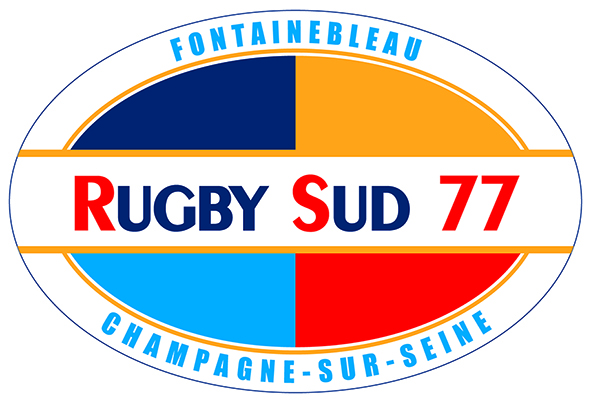 FONTAINEBLEAU
RUGBY SUD 77
CHAMPAGNE-SUR-SEINE